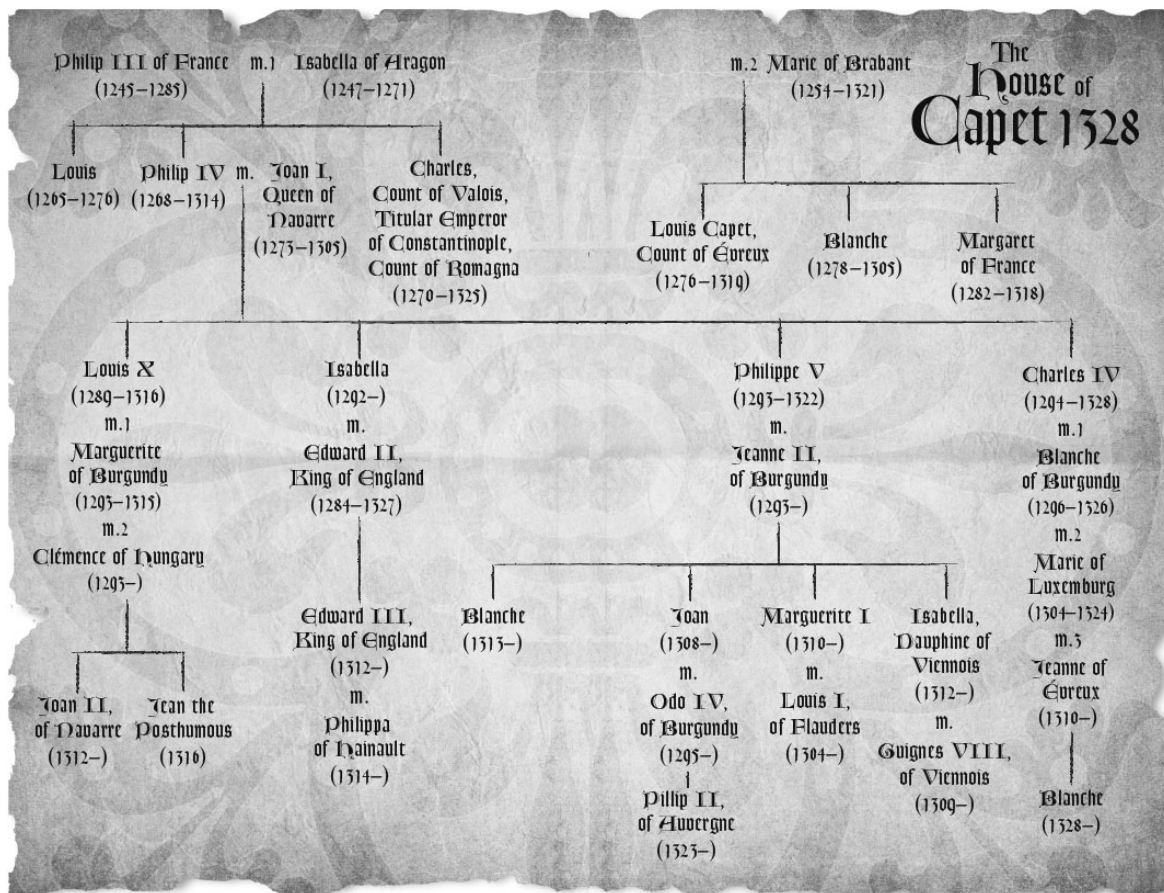 The
House of
Capet 1328
Philip III of France m.1 Isabella of Aragon
(1245–1285) (1247–1271)
m.2 Marie of Brabant
(1254–1321)
Louis
(1265–1276)
Philip IV m.
(1268–1314)
Joan I,
Queen of
Navarre
(1273–1305)
Charles,
Count of Valois,
Titular Emperor
of Constantinople,
Count of Romagna
(1270–1325)
Louis Capet,
Count of Évreux
(1276–1319)
Blanche
(1278–1305)
Margaret
of France
(1282–1318)
Louis X
(1289–1316)
m.1
Marguerite
of Burgundy
(1293–1315)
m.2
Clémence of Hungary
(1293–)
Isabella
(1292–)
m.
Edward II,
King of England
(1284–1327)
Philippe V
(1293–1322)
m.
Jeanne II,
of Burgundy
(1293–)
Charles IV
(1294–1328)
m.1
Blanche
of Burgundy
(1296–1326)
m.2
Marie of
Luxemburg
(1304–1324)
m.3
Jeanne of
Évreux
(1310–)
Joan II,
of Navarre
(1312–)
Jean the
Posthumous
(1316)
Edward III,
King of England
(1312–)
m.
Philippa
of Hainault
(1314–)
Blanche
(1313–)
Joan
(1308–)
m.
Odo IV,
of Burgundy
(1295–)
Pillip II,
of Auvergne
(1323–)
Marguerite I
(1310–)
m.
Louis I,
of Flauders
(1304–)
Isabella,
Dauphine of
Viennois
(1312–)
m.
Guignes VIII,
of Viennois
(1309–)
Blanche
(1328–)